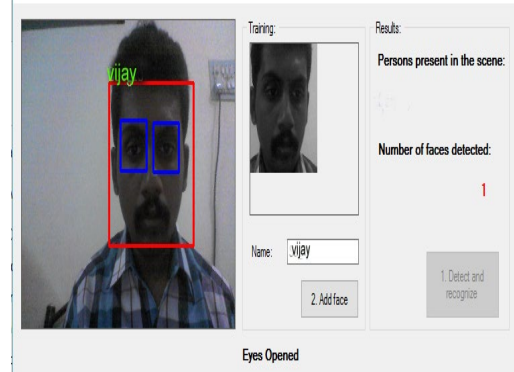 vijay
Training:
Name:
.vijay
2. Add face
Results:
Persons present in the scene:
Number of faces detected:
1
1. Detect and
recognize
Eyes Opened